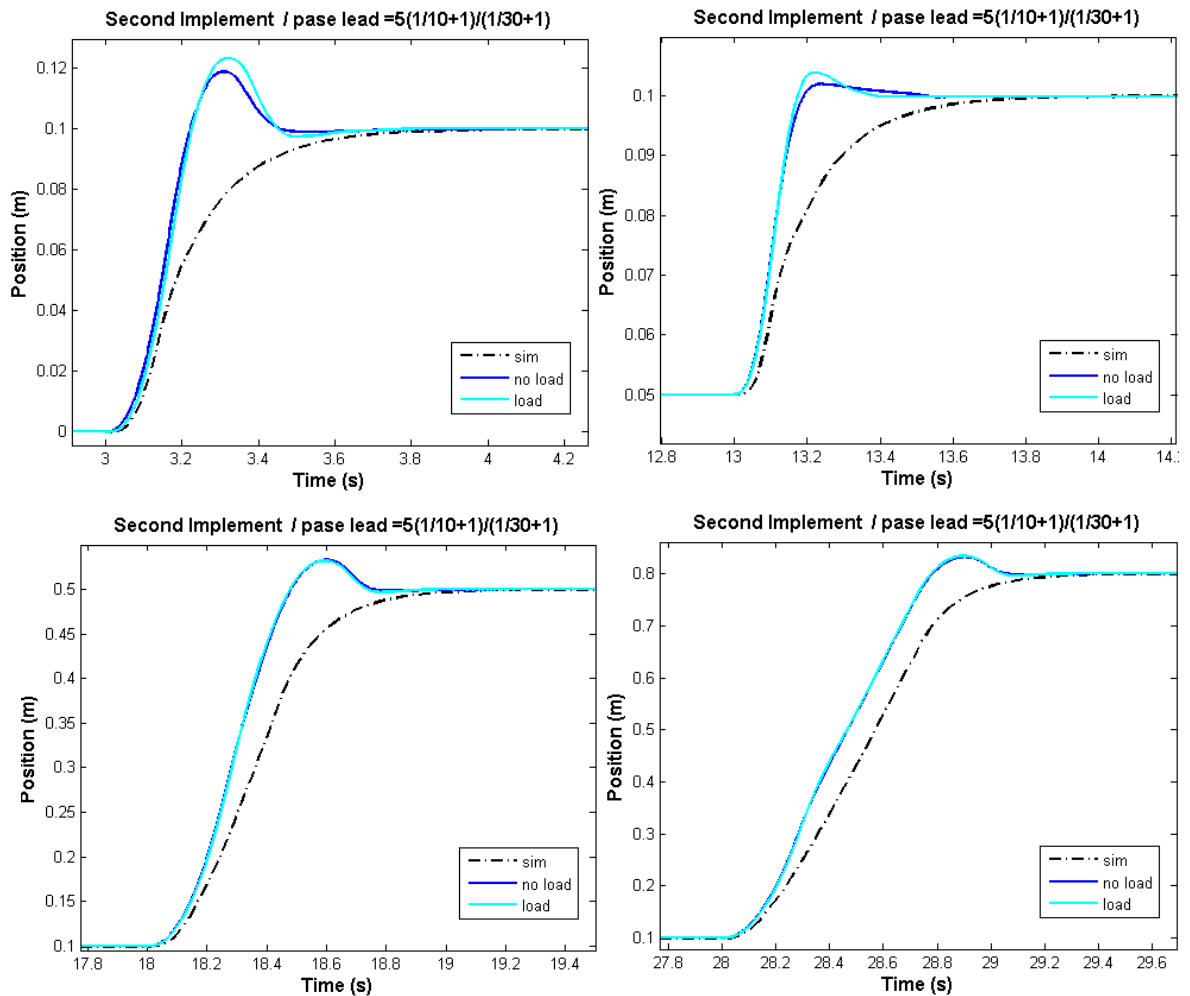 Second Implement / pase lead =5(1/10+1)/(1/30+1)
0.12
0.1
0.08
0.06
0.04
0.02
0
Position (m)
sim
no load
load
3
3.2
3.4
3.6
3.8
4
4.2
Time (s)
Second Implement / pase lead =5(1/10+1)/(1/30+1)
0.1
0.09
0.08
0.07
0.06
0.05
Position (m)
sim
no load
load
12.8
13
13.2
13.4
13.6
13.8
14
14.
Time (s)
Second Implement / pase lead =5(1/10+1)/(1/30+1)
0.5
0.45
0.4
0.35
0.3
0.25
0.2
0.15
0.1
Position (m)
sim
no load
load
17.8
18
18.2
18.4
18.6
18.8
19
19.2
19.4
Time (s)
Second Implement / pase lead =5(1/10+1)/(1/30+1)
0.8
0.7
0.6
0.5
0.4
0.3
0.2
0.1
Position (m)
sim
no load
load
27.8
28
28.2
28.4
28.6
28.8
29
29.2
29.4
29.6
Time (s)